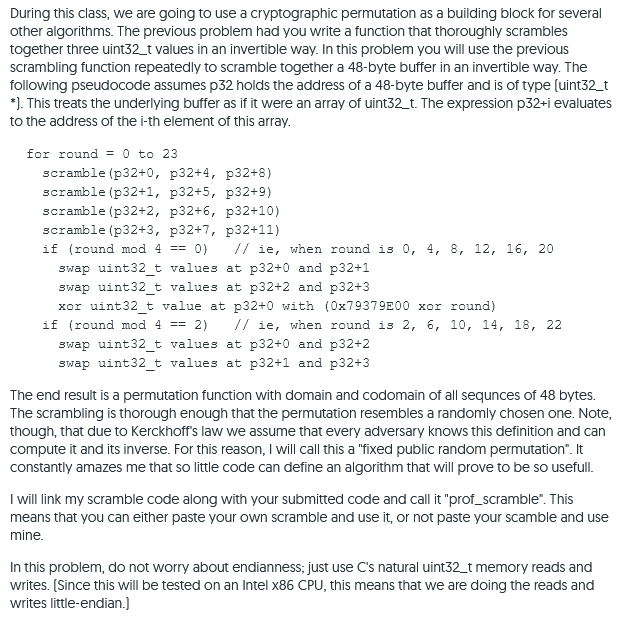 During this class, we are going to use a cryptographic permutation as a building block for several
other algorithms. The previous problem had you write a function that thoroughly scrambles
together three uint32_t values in an invertible way. In this problem you will use the previous
scrambling function repeatedly to scramble together a 48-byte buffer in an invertible way. The
following pseudocode assumes p32 holds the address of a 48-byte buffer and is of type (uint32_t
*). This treats the underlying buffer as if it were an array of uint32_t. The expression p32+i evaluates
to the address of the i-th element of this array.
for round = 0 to 23
scramble(p32+0, p32+4, p32+8)
scramble(p32+1, p32+5, p32+9)
scramble(p32+2, p32+6, p32+10)
scramble(p32+3, p32+7, p32+11)
if (round mod 4 == 0) // ie, when round is 0, 4, 8, 12, 16, 20
swap uint32_t values at p32+0 and p32+1
swap uint32_t values at p32+2 and p32+3
xor uint32_t value at p32+0 with (0x79379E00 xor round)
if (round mod 4 == 2) // ie, when round is 2, 6, 10, 14, 18, 22
swap uint32_t values at p32+0 and p32+2
swap uint32_t values at p32+1 and p32+3
The end result is a permutation function with domain and codomain of all sequnces of 48 bytes.
The scrambling is thorough enough that the permutation resembles a randomly chosen one. Note,
though, that due to Kerckhoff's law we assume that every adversary knows this definition and can
compute it and its inverse. For this reason, I will call this a "fixed public random permutation". It
constantly amazes me that so little code can define an algorithm that will prove to be so usefull.
I will link my scramble code along with your submitted code and call it "prof_scramble". This
means that you can either paste your own scramble and use it, or not paste your scamble and use
mine.
In this problem, do not worry about endianness; just use C's natural uint32_t memory reads and
writes. (Since this will be tested on an Intel x86 CPU, this means that we are doing the reads and
writes little-endian.)